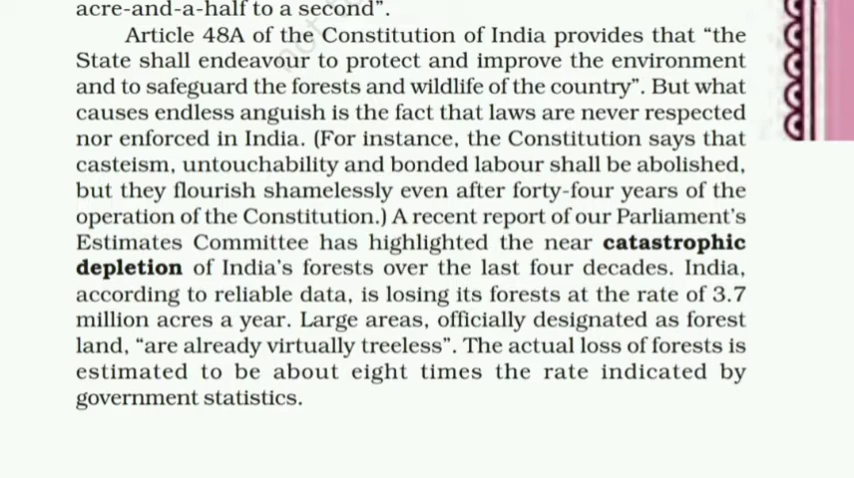 acre-and-a-half to a second”.
Article 48A of the Constitution of India provides that “the
State shall endeavour to protect and improve the environment
and to safeguard the forests and wildlife of the country”. But what
causes endless anguish is the fact that laws are never respected
nor enforced in India. (For instance, the Constitution says that
casteism, untouchability and bonded labour shall be abolished,
but they flourish shamelessly even after forty-four years of the
operation of the Constitution.) A recent report of our Parliament’s
Estimates Committee has highlighted the near catastrophic
depletion of India’s forests over the last four decades. India,
according to reliable data, is losing its forests at the rate of 3.7
million acres a year. Large areas, officially designated as forest
land, “are already virtually treeless”. The actual loss of forests is
estimated to be about eight times the rate indicated by
government statistics.